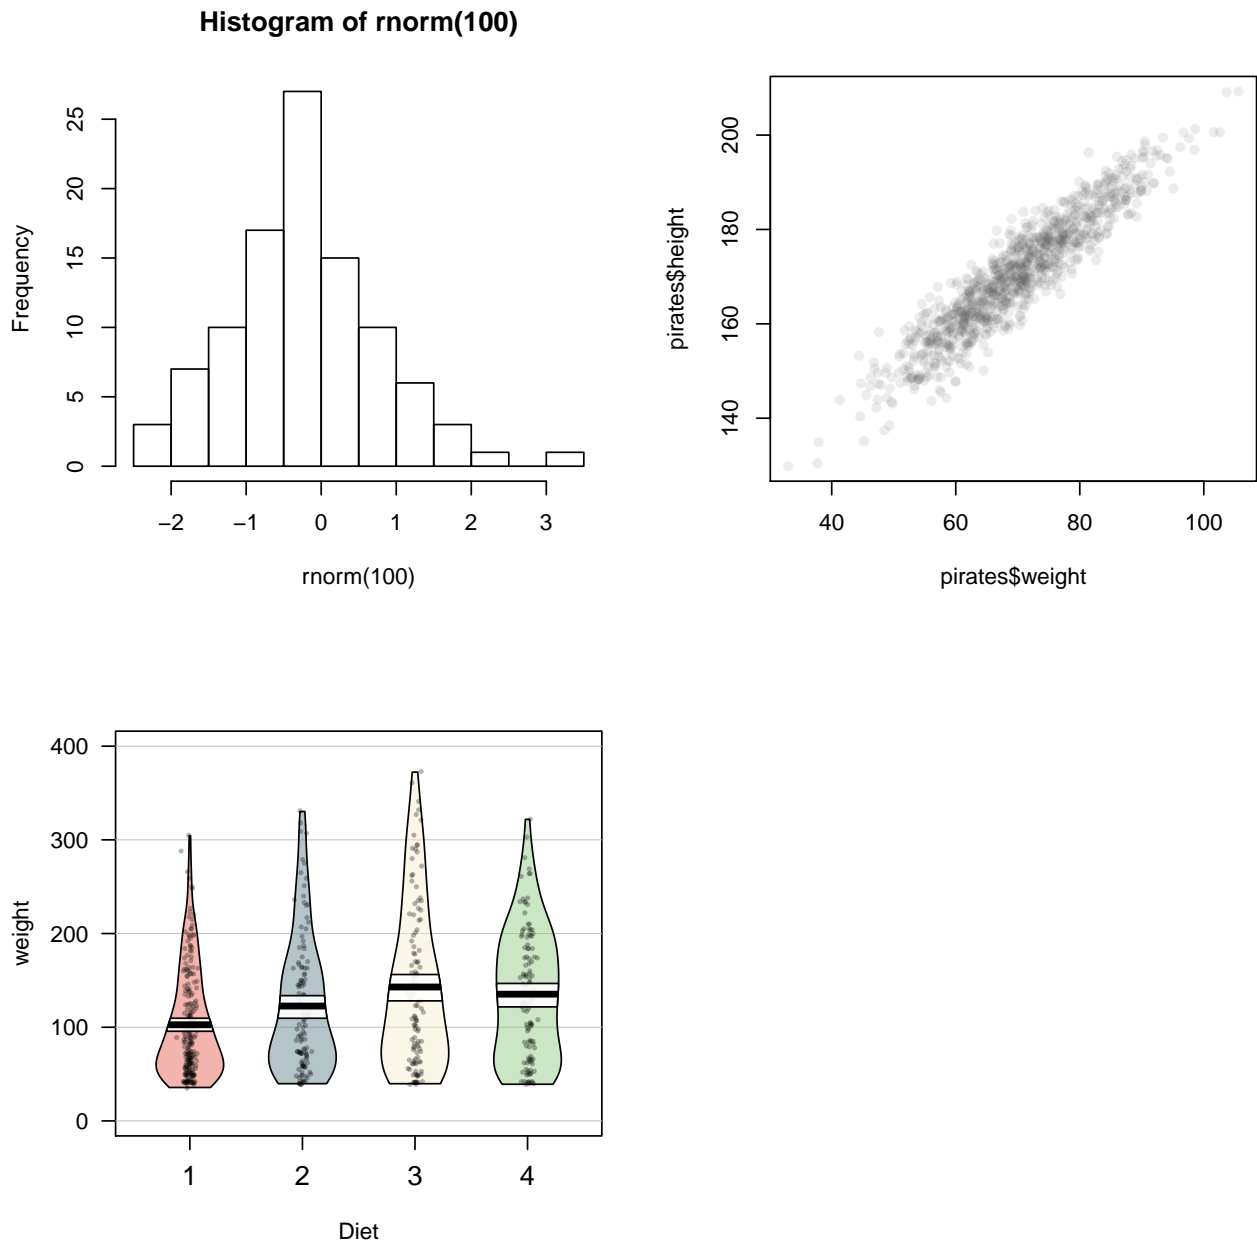 Histogram of rnorm(100)
Frequency
0 5 10 15 20 25
−2 −1 0 1 2 3
rnorm(100)
pirates$height
140 160 180 200
40 60 80 100
pirates$weight
weight
400
300
200
100
0
1 2 3 4
Diet